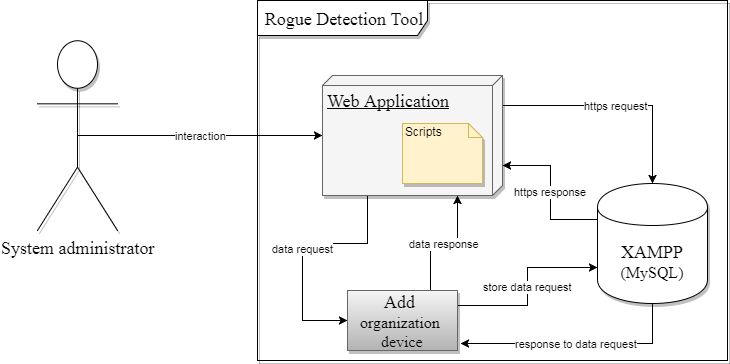 Rogue Detection Tool
Web Application
https request
Scripts
interaction
https response
System administrator
data request
data response
XAMPP
(MySQL)
store data request
Add
organization
device
response to data request